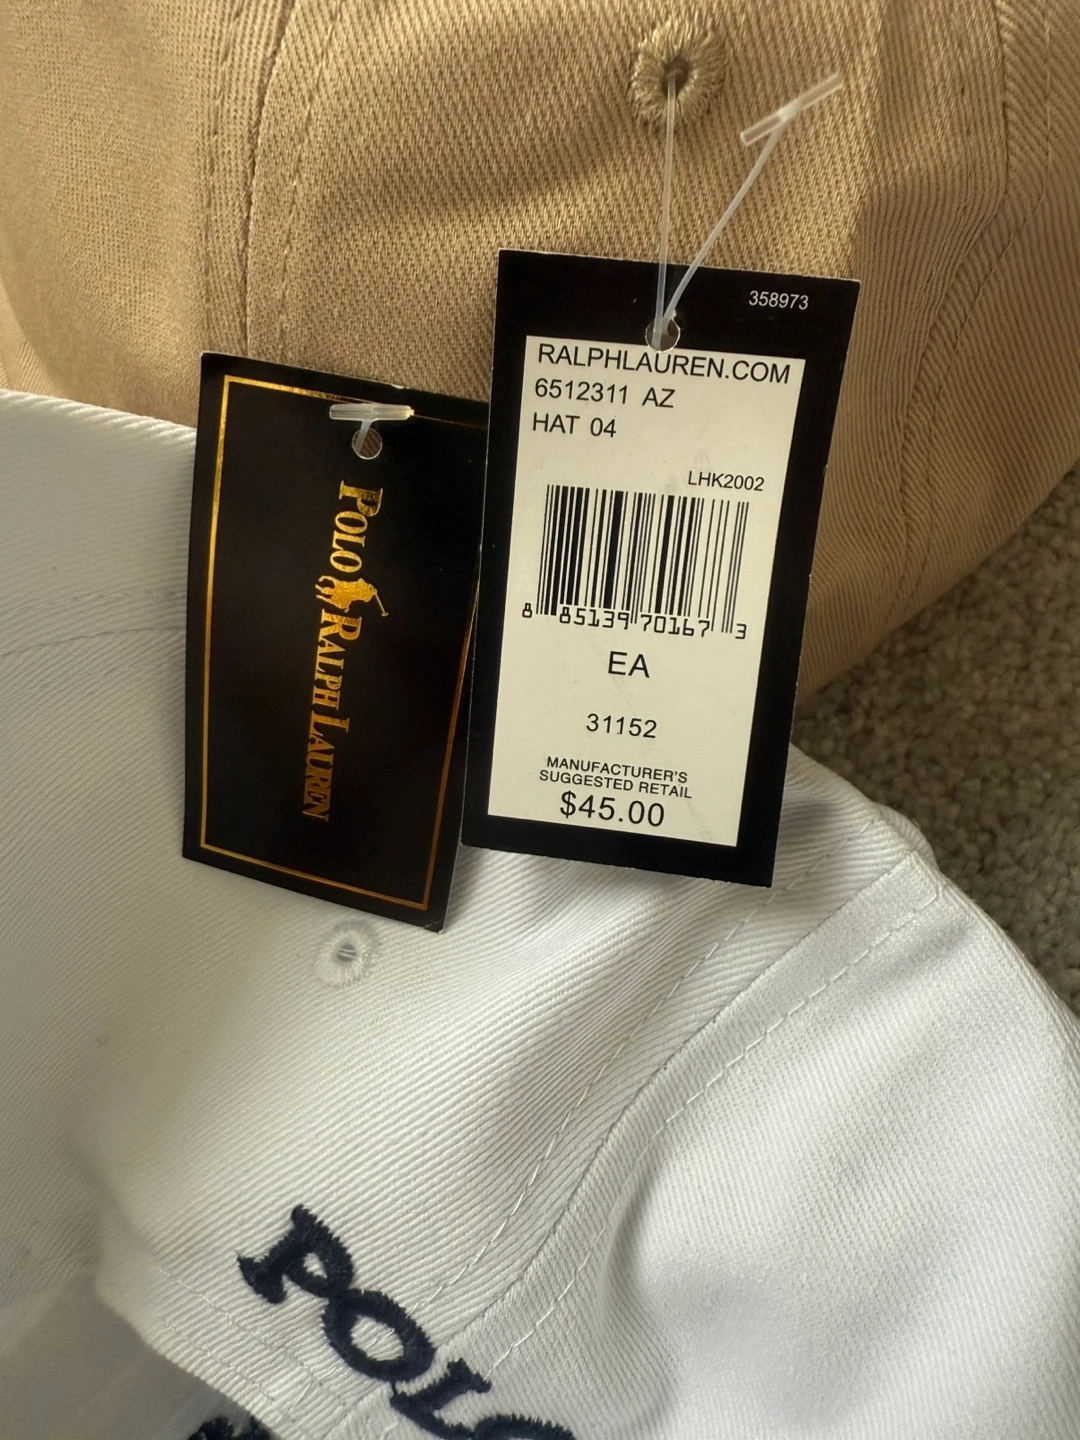 358973
RALPHLAUREN.COM
6512311 AZ
HAT 04
LHK2002
8 85139 70167 3
EA
31152
MANUFACTURER'S
SUGGESTED RETAIL
$45.00
POLO RALPH LAUREN
POLO